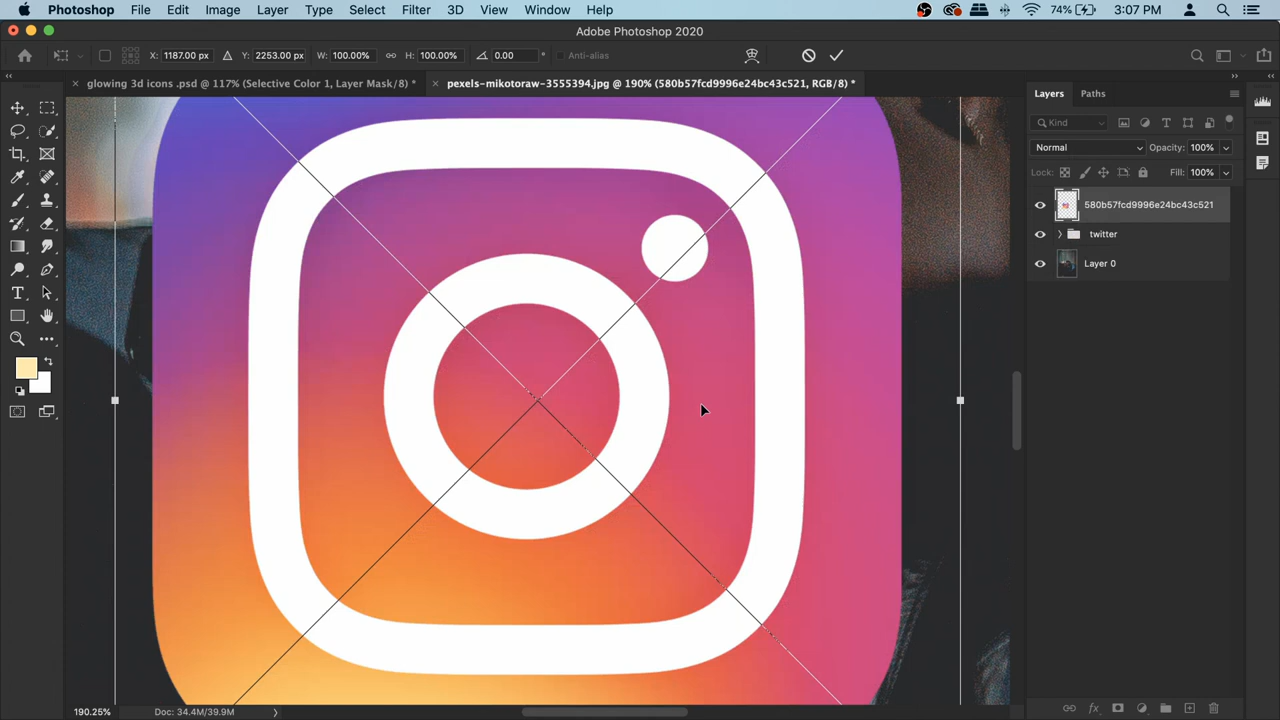 Photoshop File Edit Image Layer Type Select Filter 3D View Window Help 74% 3:07 PM
Adobe Photoshop 2020
X: 1187.00 px Y: 2253.00 px W: 100.00% H: 100.00% 0.00 ° Anti-alias
glowing 3d icons .psd @ 117% (Selective Color 1, Layer Mask/8) * pexels-mikotoraw-3555394.jpg @ 190% (580b57fcd9996e24bc43c521, RGB/8) *
Layers Paths
Kind
Normal Opacity: 100%
Lock: Fill: 100%
580b57fcd9996e24bc43c521
twitter
Layer 0
190.25% Doc: 34.4M/39.9M